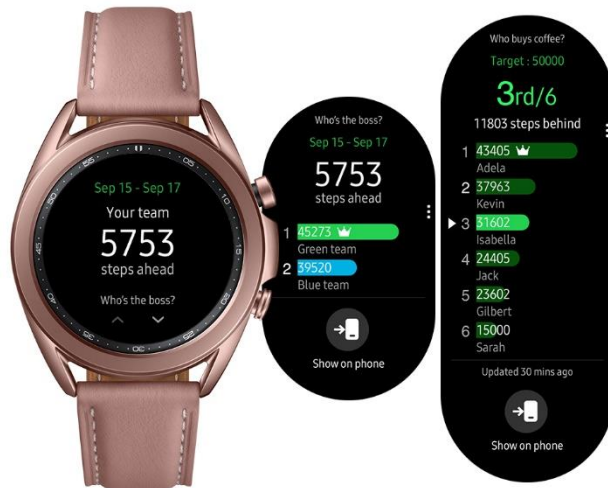 Sep 15 - Sep 17
Your team
5753
steps ahead
Who's the boss?
Who's the boss?
Sep 15 - Sep 17
5753
steps ahead
1 45273
Green team
2 39520
Blue team
Show on phone
Who buys coffee?
Target : 50000
3rd/6
11803 steps behind
1 43405
Adela
2 37963
Kevin
3 31602
Isabella
4 24405
Jack
5 23602
Gilbert
6 15000
Sarah
Updated 30 mins ago
Show on phone